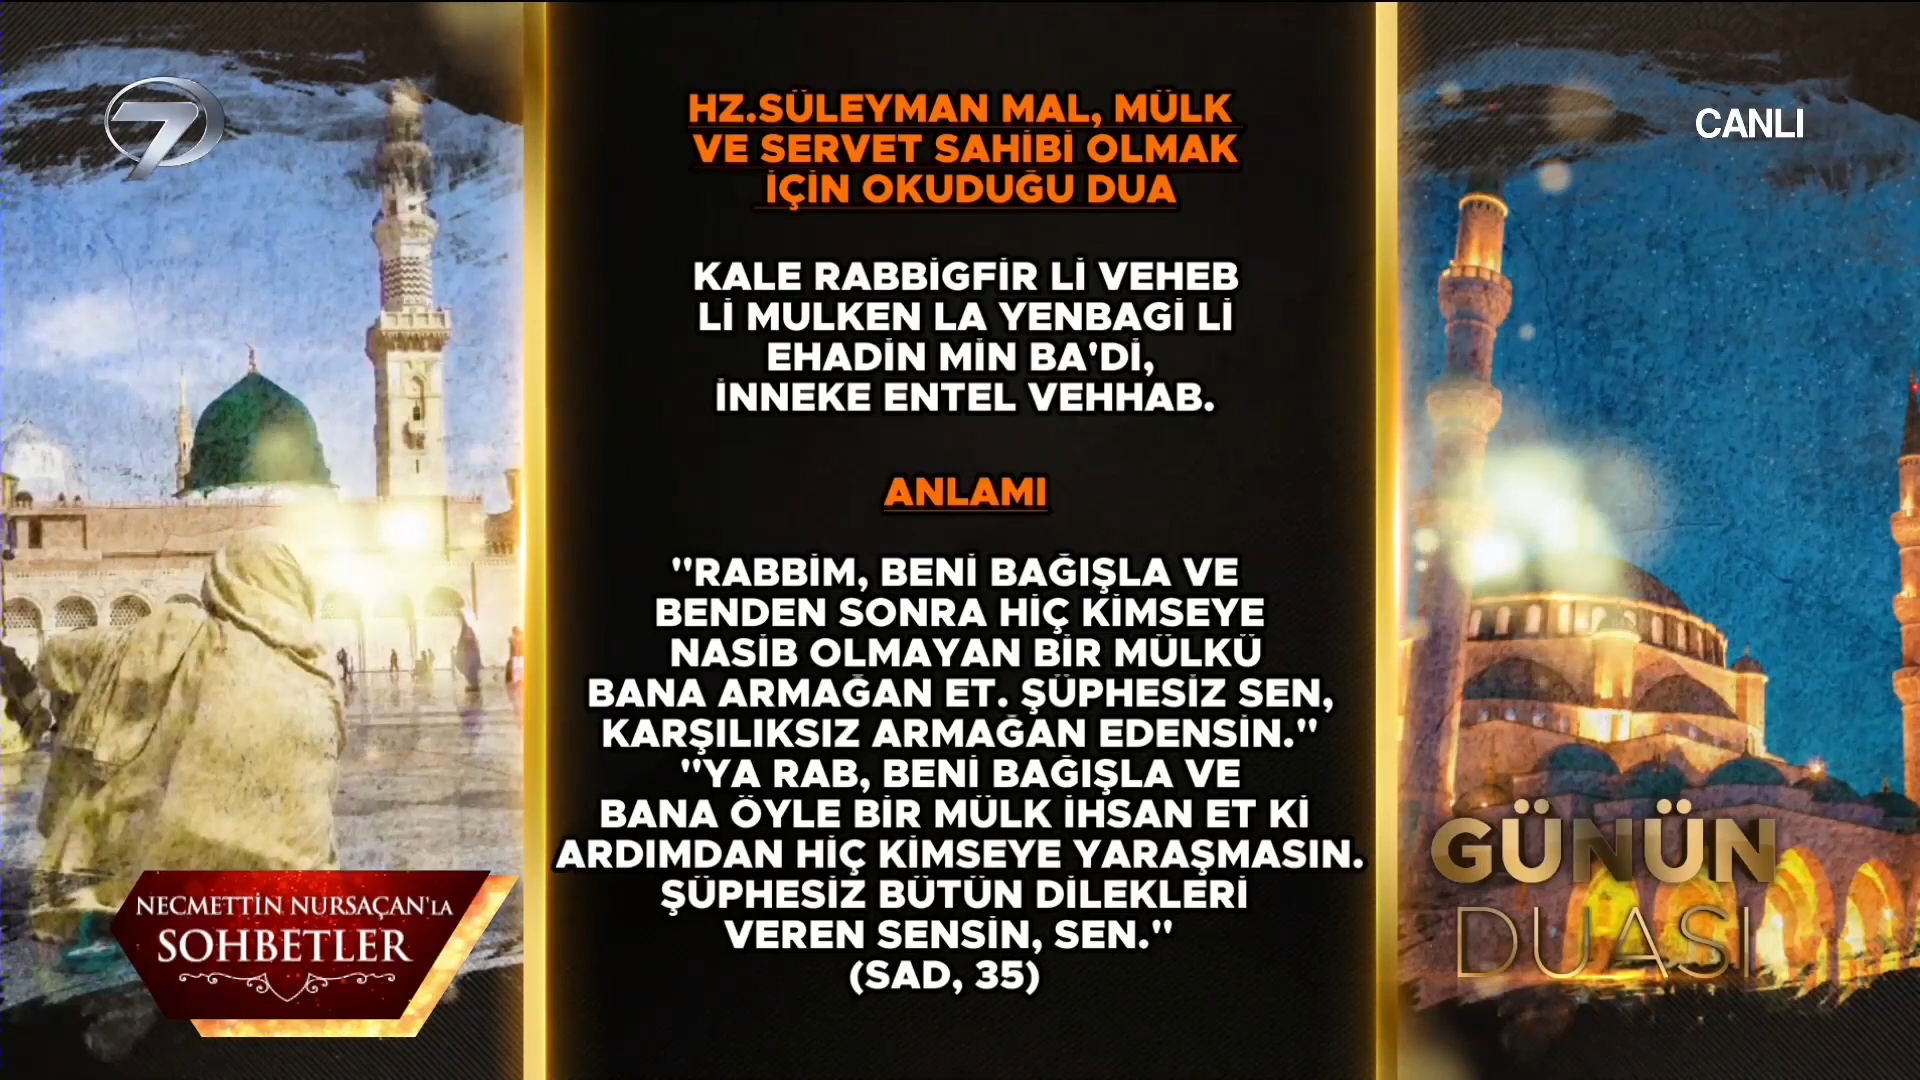 7
CANLI
HZ.SÜLEYMAN MAL, MÜLK
VE SERVET SAHİBİ OLMAK
İÇİN OKUDUĞU DUA
KALE RABBİGFİR Lİ VEHEB
Lİ MULKEN LA YENBAGİ Lİ
EHADİN MİN BA'Dİ,
İNNEKE ENTEL VEHHAB.
ANLAMI
"RABBİM, BENİ BAĞIŞLA VE
BENDEN SONRA HİÇ KİMSEYE
NASİB OLMAYAN BİR MÜLKÜ
BANA ARMAĞAN ET. ŞÜPHESİZ SEN,
KARŞILIKSIZ ARMAĞAN EDENSİN."
"YA RAB, BENİ BAĞIŞLA VE
BANA ÖYLE BİR MÜLK İHSAN ET Kİ
ARDIMDAN HİÇ KİMSEYE YARAŞMASIN.
ŞÜPHESİZ BÜTÜN DİLEKLERİ
VEREN SENSİN, SEN."
(SAD, 35)
NECMETTİN NURSAÇAN'LA
SOHBETLER
GÜNÜN
DUASI